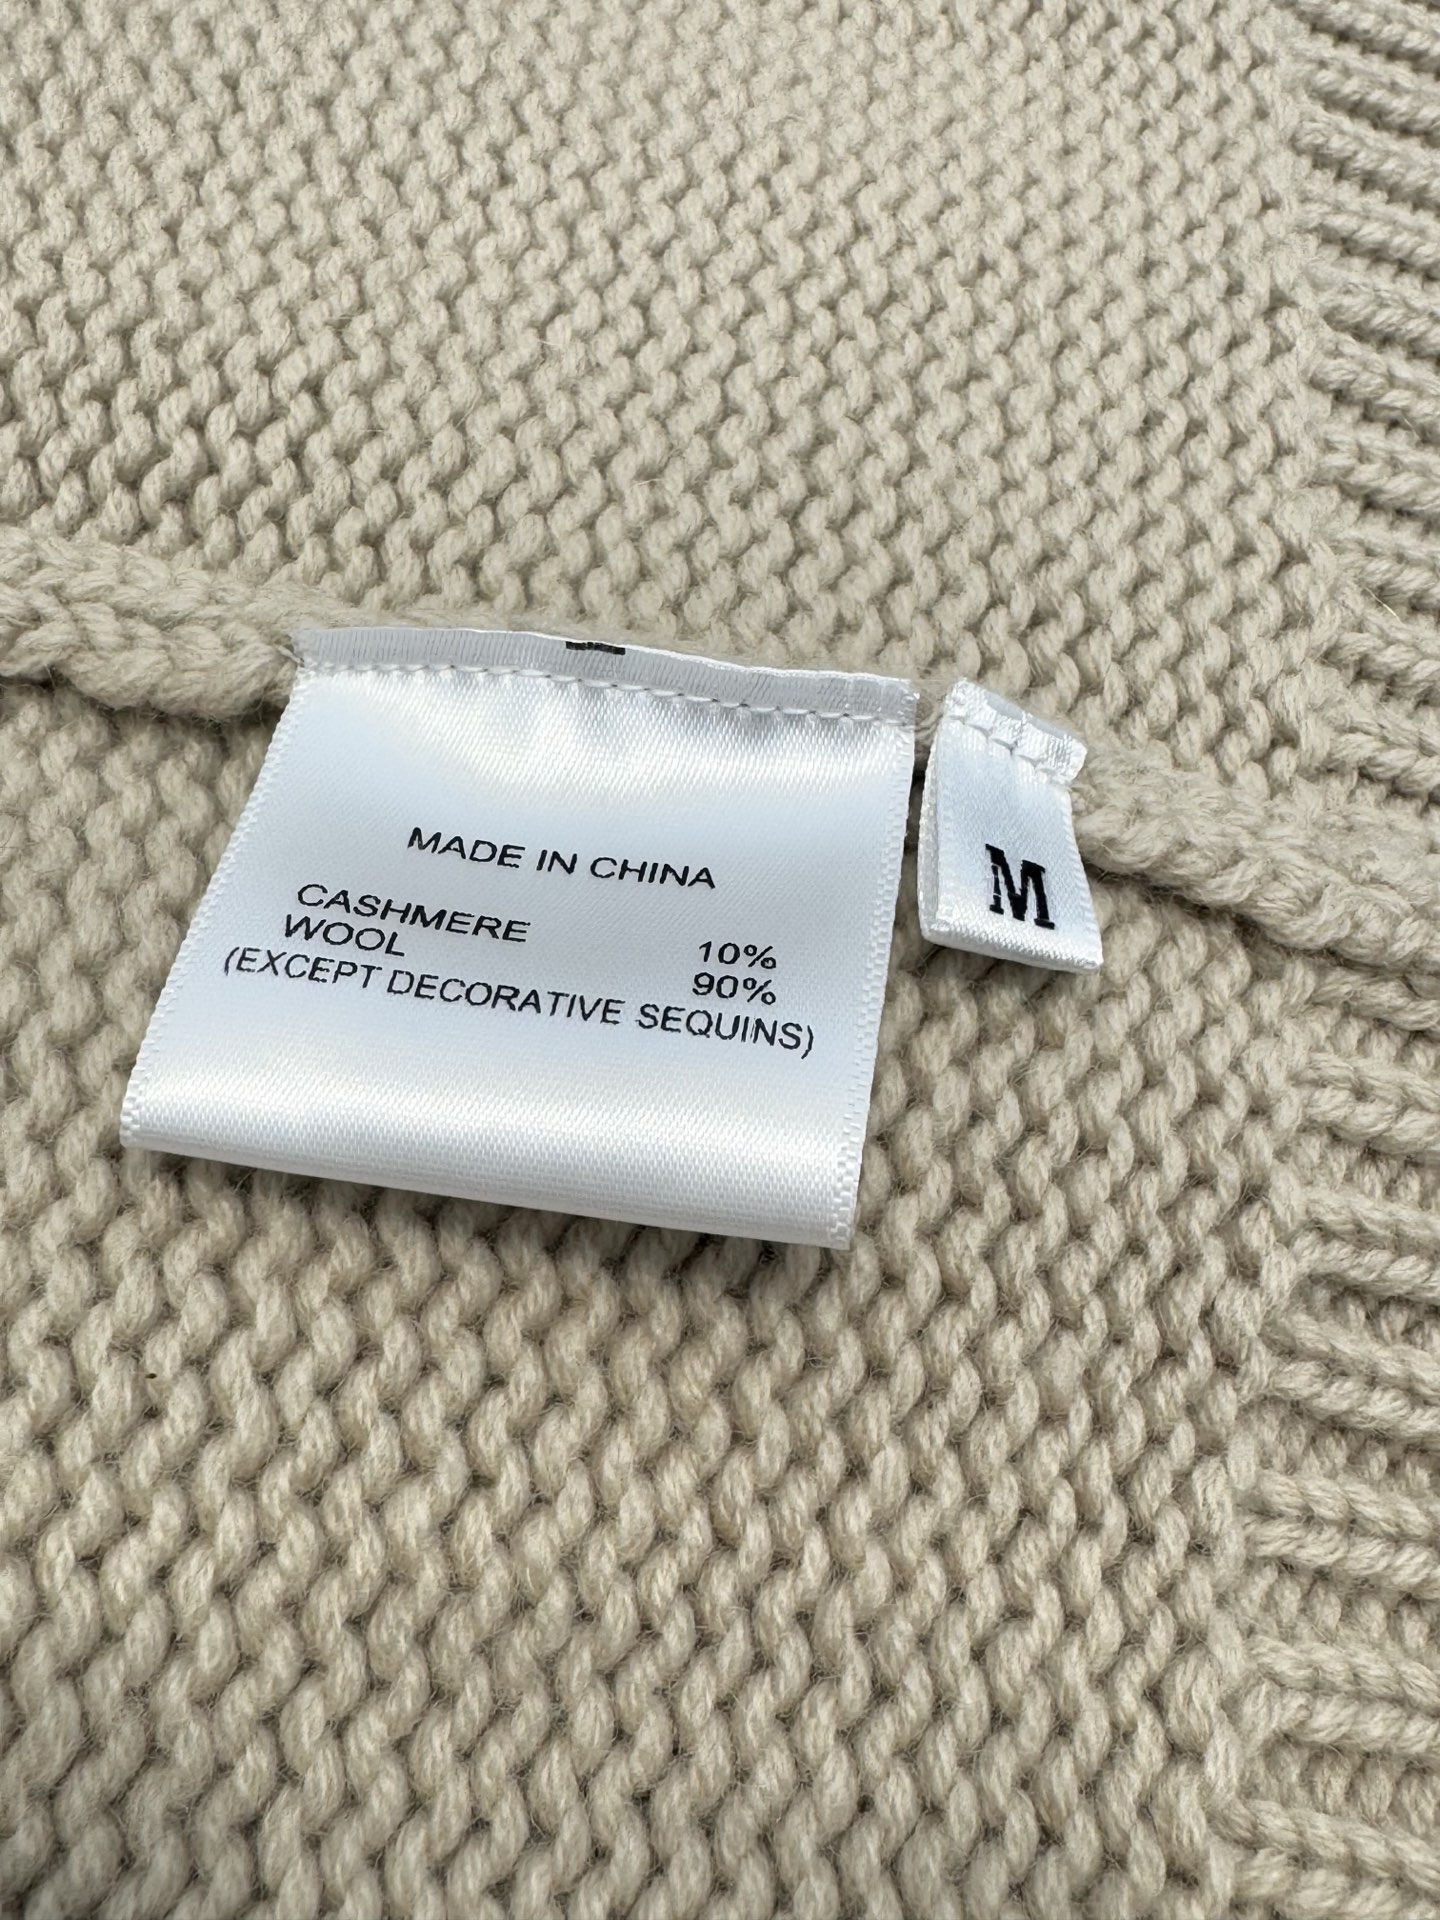 MADE IN CHINA
CASHMERE 10%
WOOL 90%
(EXCEPT DECORATIVE SEQUINS)
M